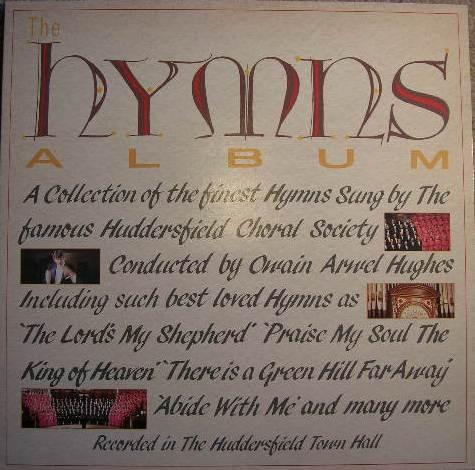 The
hymns
ALBUM
A Collection of the finest Hymns Sung by The
famous Huddersfield Choral Society
Conducted by Owain Arwel Hughes
Including such best loved Hymns as
'The Lord's My Shepherd' 'Praise My Soul The
King of Heaven' 'There is a Green Hill Far Away'
'Abide With Me' and many more
Recorded in The Huddersfield Town Hall